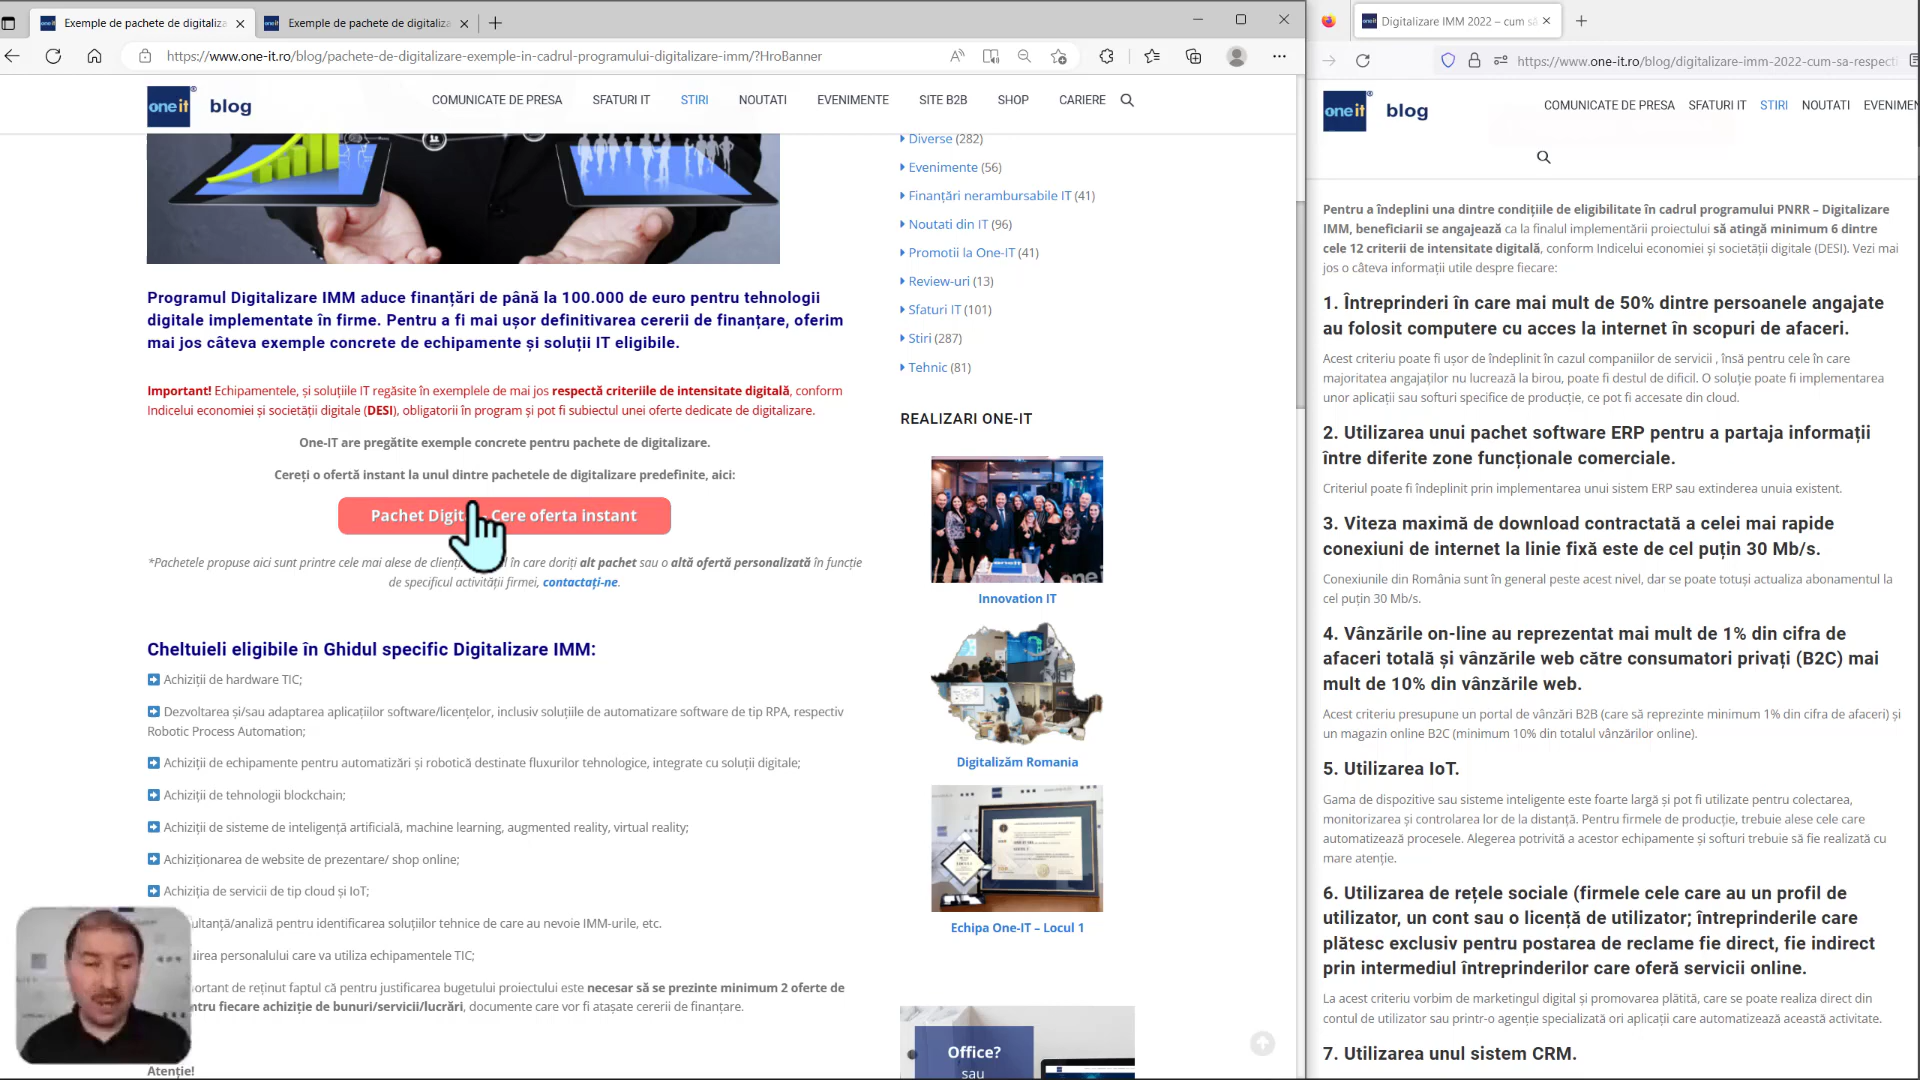 Exemple de pachete de digitaliza
Exemple de pachete de digitaliza
https://www.one-it.ro/blog/pachete-de-digitalizare-exemple-in-cadrul-programului-digitalizare-imm/?HroBanner
one it
blog
COMUNICATE DE PRESA
SFATURI IT
STIRI
NOUTATI
EVENIMENTE
SITE B2B
SHOP
CARIERE
Programul Digitalizare IMM aduce finanțări de până la 100.000 de euro pentru tehnologii
digitale implementate în firme. Pentru a fi mai ușor definitivarea cererii de finanțare, oferim
mai jos câteva exemple concrete de echipamente și soluții IT eligibile.
Important! Echipamentele, și soluțiile IT regăsite în exemplele de mai jos respectă criteriile de intensitate digitală, conform
Indicelui economiei și societății digitale (DESI), obligatorii în program și pot fi subiectul unei oferte dedicate de digitalizare.
One-IT are pregătite exemple concrete pentru pachete de digitalizare.
Cereți o ofertă instant la unul dintre pachetele de digitalizare predefinite, aici:
Pachet Digit Cere oferta instant
*Pachetele propuse aici sunt printre cele mai alese de clienț l în care doriți alt pachet sau o altă ofertă personalizată în funcție
de specificul activității firmei, contactați-ne.
Cheltuieli eligibile în Ghidul specific Digitalizare IMM:
Achiziții de hardware TIC;
Dezvoltarea și/sau adaptarea aplicațiilor software/licențelor, inclusiv soluțiile de automatizare software de tip RPA, respectiv
Robotic Process Automation;
Achiziții de echipamente pentru automatizări și robotică destinate fluxurilor tehnologice, integrate cu soluții digitale;
Achiziții de tehnologii blockchain;
Achiziții de sisteme de inteligență artificială, machine learning, augmented reality, virtual reality;
Achiziționarea de website de prezentare/ shop online;
Achiziția de servicii de tip cloud și IoT;
ultanță/analiză pentru identificarea soluțiilor tehnice de care au nevoie IMM-urile, etc.
uirea personalului care va utiliza echipamentele TIC;
ortant de reținut faptul că pentru justificarea bugetului proiectului este necesar să se prezinte minimum 2 oferte de
ntru fiecare achiziție de bunuri/servicii/lucrări, documente care vor fi atașate cererii de finanțare.
Atenție!
Diverse (282)
Evenimente (56)
Finanțări nerambursabile IT (41)
Noutati din IT (96)
Promotii la One-IT (41)
Review-uri (13)
Sfaturi IT (101)
Stiri (287)
Tehnic (81)
REALIZARI ONE-IT
Innovation IT
Digitalizăm Romania
Echipa One-IT – Locul 1
Office?
sau
Digitalizare IMM 2022 – cum să
https://www.one-it.ro/blog/digitalizare-imm-2022-cum-sa-respecti
one it
blog
COMUNICATE DE PRESA
SFATURI IT
STIRI
NOUTATI
EVENIMEN
Pentru a îndeplini una dintre condițiile de eligibilitate în cadrul programului PNRR – Digitalizare
IMM, beneficiarii se angajează ca la finalul implementării proiectului să atingă minimum 6 dintre
cele 12 criterii de intensitate digitală, conform Indicelui economiei și societății digitale (DESI). Vezi mai
jos o câteva informații utile despre fiecare:
1. Întreprinderi în care mai mult de 50% dintre persoanele angajate
au folosit computere cu acces la internet în scopuri de afaceri.
Acest criteriu poate fi ușor de îndeplinit în cazul companiilor de servicii , însă pentru cele în care
majoritatea angajaților nu lucrează la birou, poate fi destul de dificil. O soluție poate fi implementarea
unor aplicații sau softuri specifice de producție, ce pot fi accesate din cloud.
2. Utilizarea unui pachet software ERP pentru a partaja informații
între diferite zone funcționale comerciale.
Criteriul poate fi îndeplinit prin implementarea unui sistem ERP sau extinderea unuia existent.
3. Viteza maximă de download contractată a celei mai rapide
conexiuni de internet la linie fixă este de cel puțin 30 Mb/s.
Conexiunile din România sunt în general peste acest nivel, dar se poate totuși actualiza abonamentul la
cel puțin 30 Mb/s.
4. Vânzările on-line au reprezentat mai mult de 1% din cifra de
afaceri totală și vânzările web către consumatori privați (B2C) mai
mult de 10% din vânzările web.
Acest criteriu presupune un portal de vânzări B2B (care să reprezinte minimum 1% din cifra de afaceri) și
un magazin online B2C (minimum 10% din totalul vânzărilor online).
5. Utilizarea IoT.
Gama de dispozitive sau sisteme inteligente este foarte largă și pot fi utilizate pentru colectarea,
monitorizarea și controlarea lor de la distanță. Pentru firmele de producție, trebuie alese cele care
automatizează procesele. Alegerea potrivită a acestor echipamente și softuri trebuie să fie realizată cu
mare atenție.
6. Utilizarea de rețele sociale (firmele cele care au un profil de
utilizator, un cont sau o licență de utilizator; întreprinderile care
plătesc exclusiv pentru postarea de reclame fie direct, fie indirect
prin intermediul întreprinderilor care oferă servicii online.
La acest criteriu vorbim de marketingul digital și promovarea plătită, care se poate realiza direct din
contul de utilizator sau printr-o agenție specializată ori aplicații care automatizează această activitate.
7. Utilizarea unui sistem CRM.